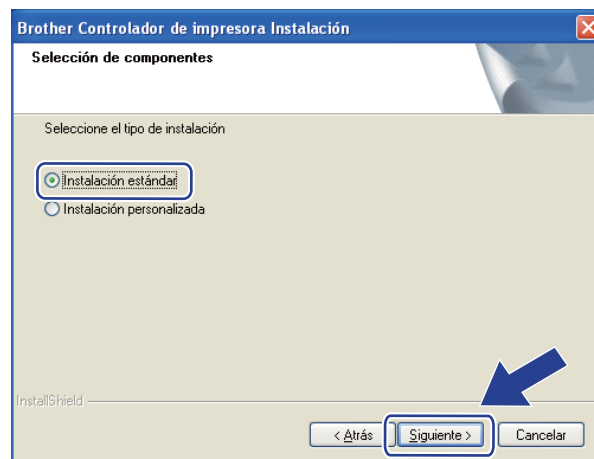 Brother Controlador de impresora Instalación
Selección de componentes
Seleccione el tipo de instalación
Instalación estándar
Instalación personalizada
InstallShield
< Atrás Siguiente > Cancelar